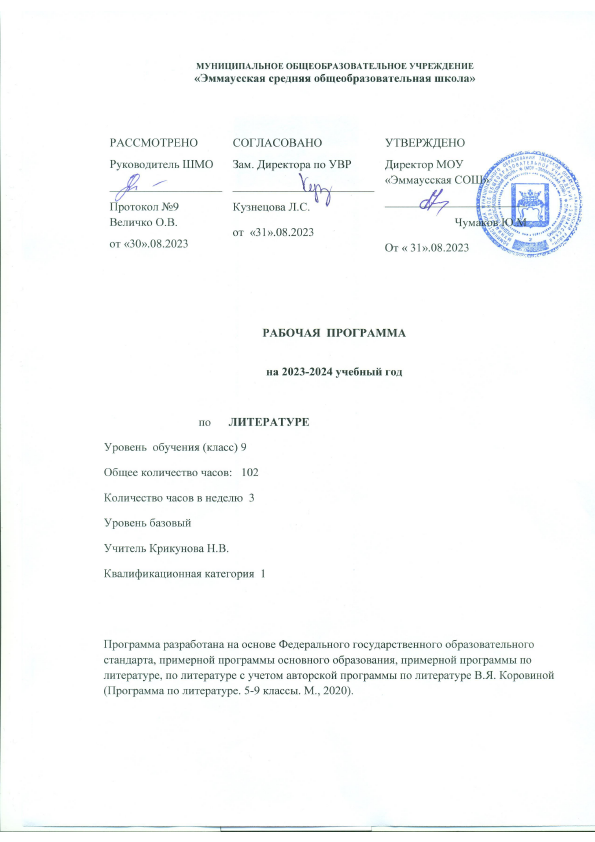 МУНИЦИПАЛЬНОЕ ОБЩЕОБРАЗОВАТЕЛЬНОЕ УЧРЕЖДЕНИЕ
«Эммаусская средняя общеобразовательная школа»
РАССМОТРЕНО
Руководитель ШМО
Протокол №9
Величко О.В.
от «30».08.2023
СОГЛАСОВАНО
Зам. Директора по УВР
Кузнецова Л.С.
от «31».08.2023
УТВЕРЖДЕНО
Директор МОУ
«Эммаусская СОШ»
Чумаков Ю.М
От « 31».08.2023
РАБОЧАЯ ПРОГРАММА
на 2023-2024 учебный год
по ЛИТЕРАТУРЕ
Уровень обучения (класс) 9
Общее количество часов: 102
Количество часов в неделю 3
Уровень базовый
Учитель Крикунова Н.В.
Квалификационная категория 1
Программа разработана на основе Федерального государственного образовательного
стандарта, примерной программы основного образования, примерной программы по
литературе, по литературе с учетом авторской программы по литературе В.Я. Коровиной
(Программа по литературе. 5-9 классы. М., 2020).